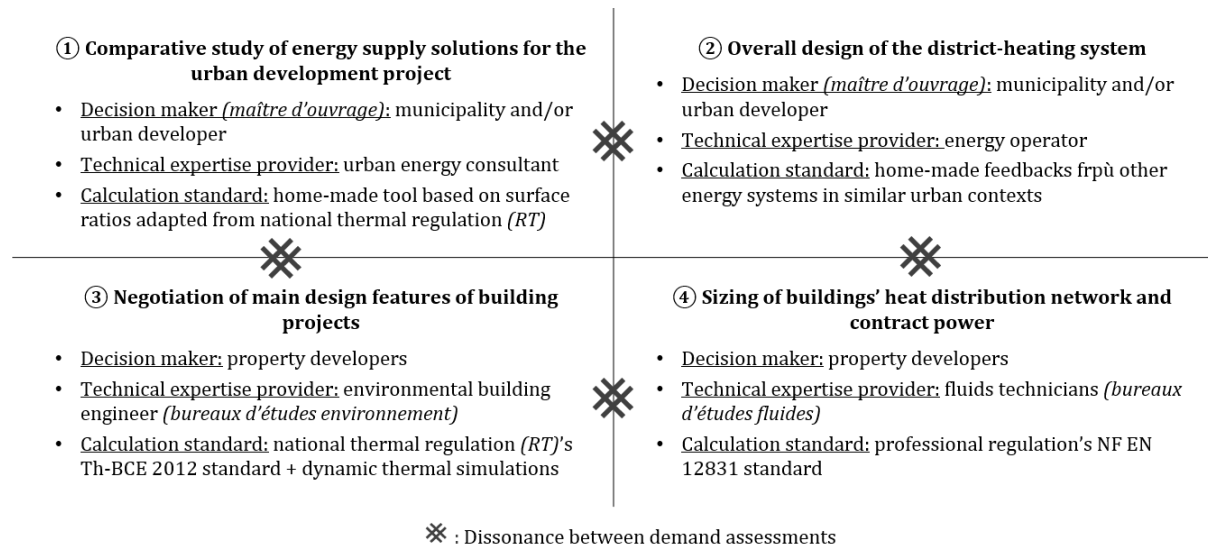 ① Comparative study of energy supply solutions for the
urban development project
• Decision maker (maître d'ouvrage): municipality and/or
urban developer
• Technical expertise provider: urban energy consultant
• Calculation standard: home-made tool based on surface
ratios adapted from national thermal regulation (RT)
② Overall design of the district-heating system
• Decision maker (maître d'ouvrage): municipality and/or
urban developer
• Technical expertise provider: energy operator
• Calculation standard: home-made feedbacks frpù other
energy systems in similar urban contexts
③ Negotiation of main design features of building
projects
• Decision maker: property developers
• Technical expertise provider: environmental building
engineer (bureaux d'études environnement)
• Calculation standard: national thermal regulation (RT)'s
Th-BCE 2012 standard + dynamic thermal simulations
④ Sizing of buildings' heat distribution network and
contract power
• Decision maker: property developers
• Technical expertise provider: fluids technicians (bureaux
d'études fluides)
• Calculation standard: professional regulation's NF EN
12831 standard
: Dissonance between demand assessments